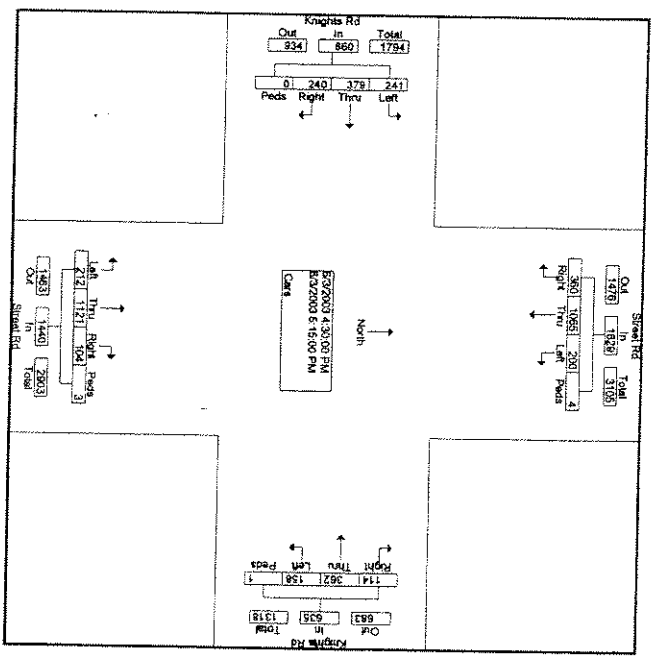 Knights Rd
Out In Total
934 860 1794
0 240 379 241
Peds Right Thru Left
Street Rd
Out In Total
1476 1629 3105
360 1065 200 4
Right Thru Left Peds
North
6/3/2003 4:30:00 PM
6/3/2003 5:15:00 PM
Cars
Left Thru Right Peds
212 1121 104 3
1463 1440 2903
Out In Total
Street Rd
Right Thru Left Peds
114 362 158 1
683 635 1318
Out In Total
Knights Rd